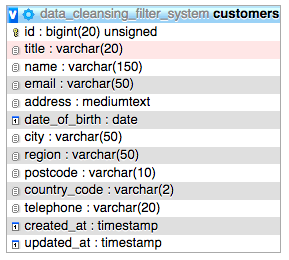 data_cleansing_filter_system customers
id : bigint(20) unsigned
title : varchar(20)
name : varchar(150)
email : varchar(50)
address : mediumtext
date_of_birth : date
city : varchar(50)
region : varchar(50)
postcode : varchar(10)
country_code : varchar(2)
telephone : varchar(20)
created_at : timestamp
updated_at : timestamp